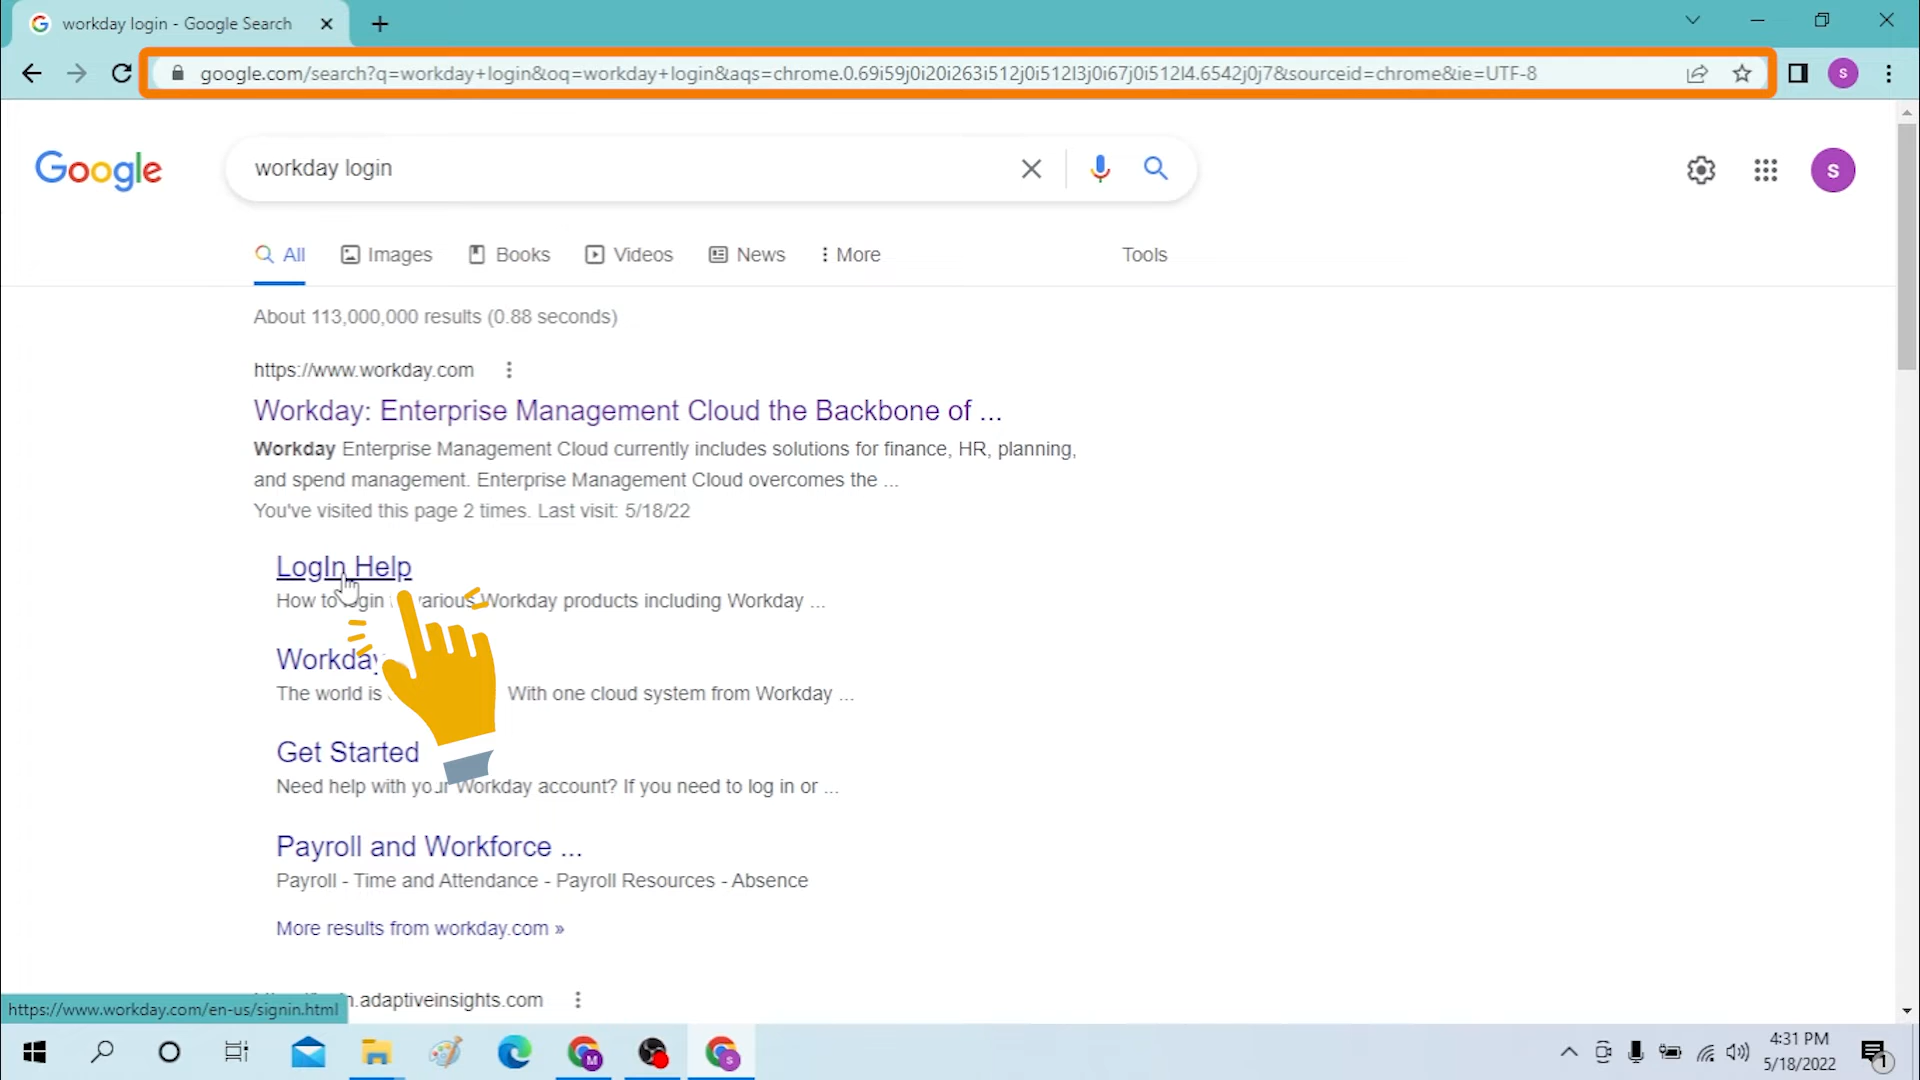 workday login - Google Search
google.com/search?q=workday+login&oq=workday+login&aqs=chrome.0.69i59j0i20i263i512j0i512l3j0i67j0i512l4.6542j0j7&sourceid=chrome&ie=UTF-8
S
Google
workday login
S
All
Images
Books
Videos
News
More
Tools
About 113,000,000 results (0.88 seconds)
https://www.workday.com
Workday: Enterprise Management Cloud the Backbone of ...
Workday Enterprise Management Cloud currently includes solutions for finance, HR, planning,
and spend management. Enterprise Management Cloud overcomes the ...
You've visited this page 2 times. Last visit: 5/18/22
LogIn Help
How to login various Workday products including Workday ...
Workday
The world is With one cloud system from Workday ...
Get Started
Need help with your Workday account? If you need to log in or ...
Payroll and Workforce ...
Payroll - Time and Attendance - Payroll Resources - Absence
More results from workday.com »
.adaptiveinsights.com
https://www.workday.com/en-us/signin.html
M
S
4:31 PM
5/18/2022
1